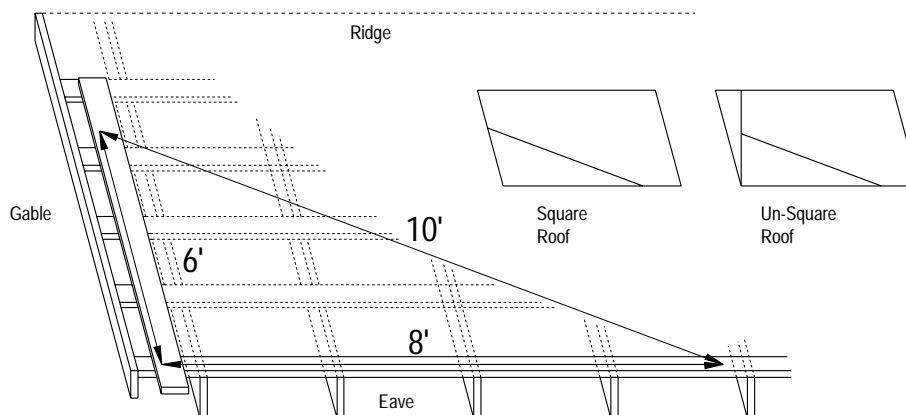 Ridge
Gable
10'
6'
8'
Eave
Square
Roof
Un-Square
Roof